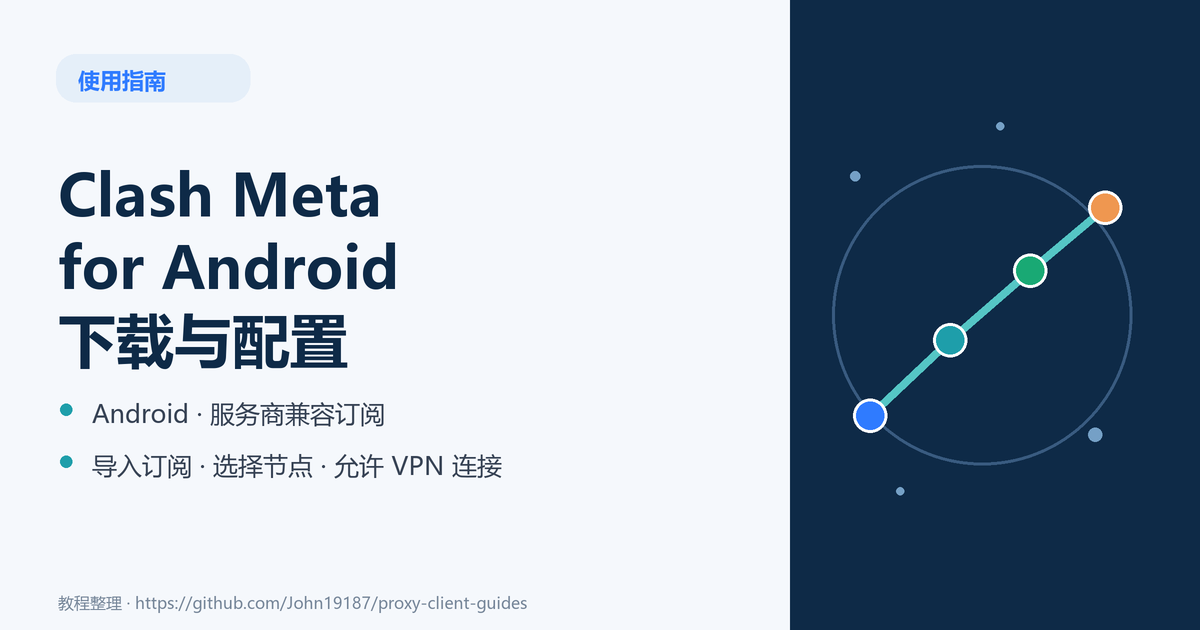 使用指南
Clash Meta
for Android
下载与配置
Android · 服务商兼容订阅
导入订阅 · 选择节点 · 允许 VPN 连接
教程整理 · https://github.com/John19187/proxy-client-guides